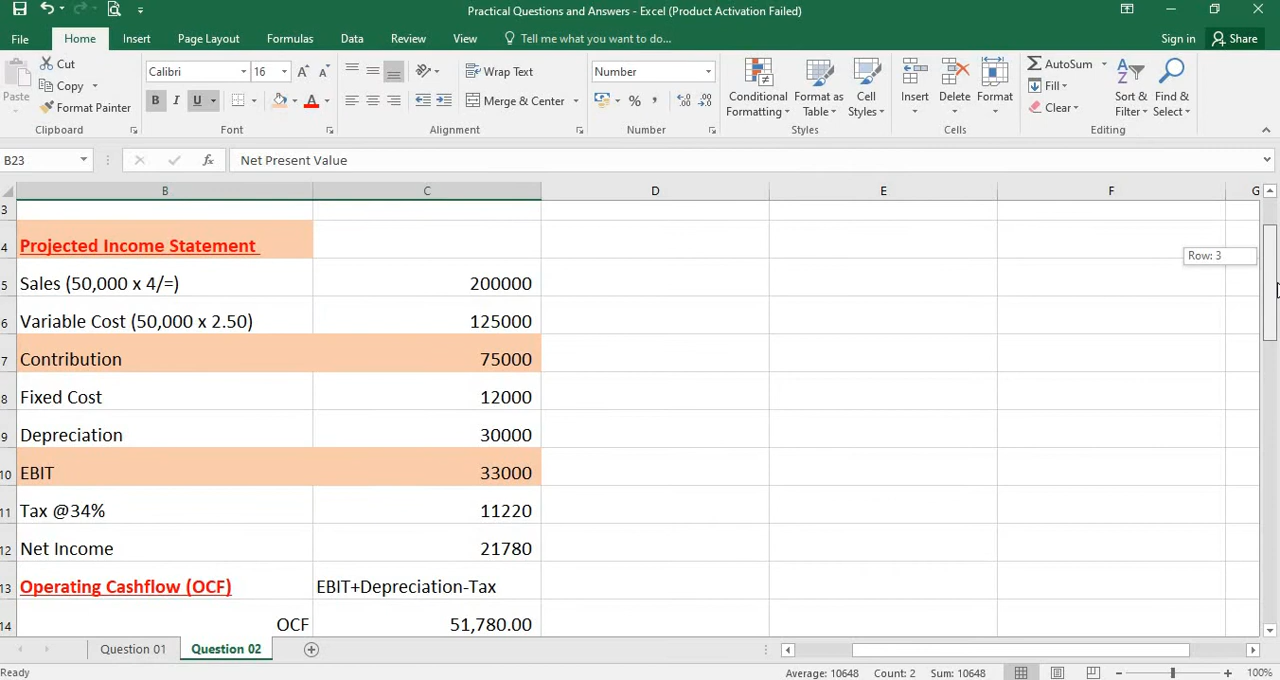 Practical Questions and Answers - Excel (Product Activation Failed)
File Home Insert Page Layout Formulas Data Review View Tell me what you want to do... Sign in Share
Paste
Cut
Copy
Format Painter
Clipboard
Calibri 16
B I U A
Font
Wrap Text
Merge & Center
Alignment
Number
% ,
Number
Conditional Formatting
Format as Table
Cell Styles
Styles
Insert Delete Format
Cells
AutoSum
Fill
Clear
Sort & Filter
Find & Select
Editing
B23 fx Net Present Value
B C D E F G
3
4 Projected Income Statement
Row: 3
5 Sales (50,000 x 4/=) 200000
6 Variable Cost (50,000 x 2.50) 125000
7 Contribution 75000
8 Fixed Cost 12000
9 Depreciation 30000
10 EBIT 33000
11 Tax @34% 11220
12 Net Income 21780
13 Operating Cashflow (OCF) EBIT+Depreciation-Tax
14 OCF 51,780.00
Question 01 Question 02
Ready Average: 10648 Count: 2 Sum: 10648 100%